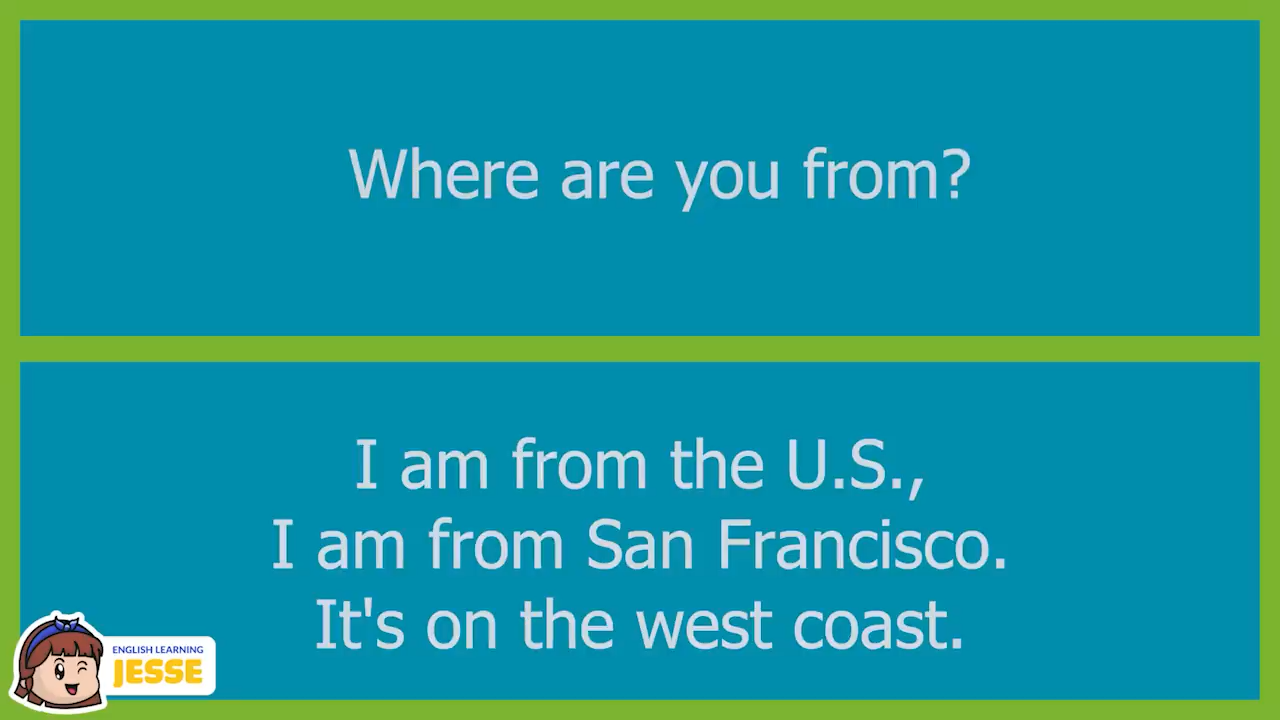 Where are you from?
I am from the U.S.,
I am from San Francisco.
It's on the west coast.
ENGLISH LEARNING
JESSE